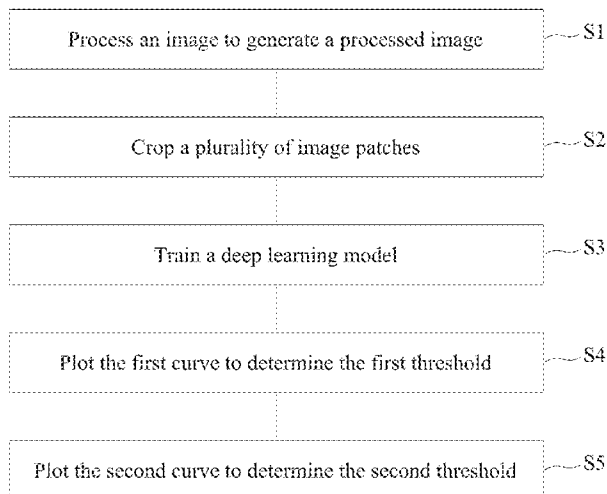 Process an image to generate a processed image S1
Crop a plurality of image patches S2
Train a deep learning model S3
Plot the first curve to determine the first threshold S4
Plot the second curve to determine the second threshold S5